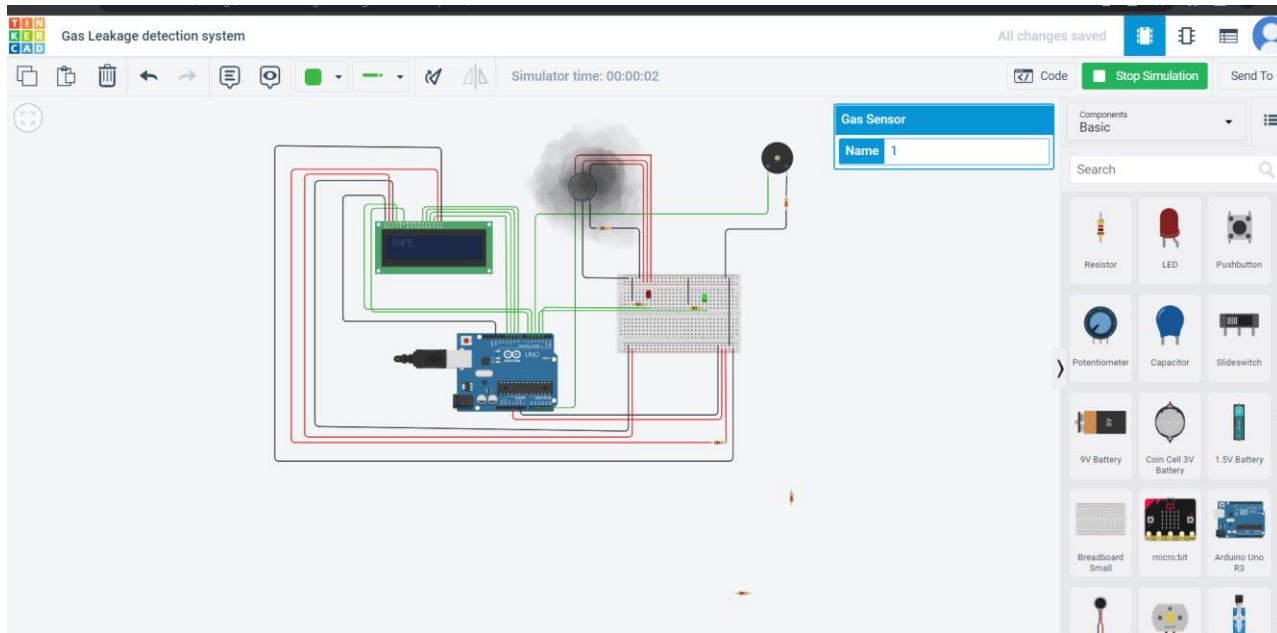 TIN
KER
CAD
Gas Leakage detection system
All changes saved
Simulator time: 00:00:02
Code
Stop Simulation
Send To
Gas Sensor
Name 1
Components
Basic
Search
SAFE
UNO
Resistor
LED
Pushbutton
Potentiometer
Capacitor
Slideswitch
9V
9V Battery
Coin Cell 3V
Battery
1.5V Battery
Breadboard
Small
micro:bit
Arduino Uno
R3